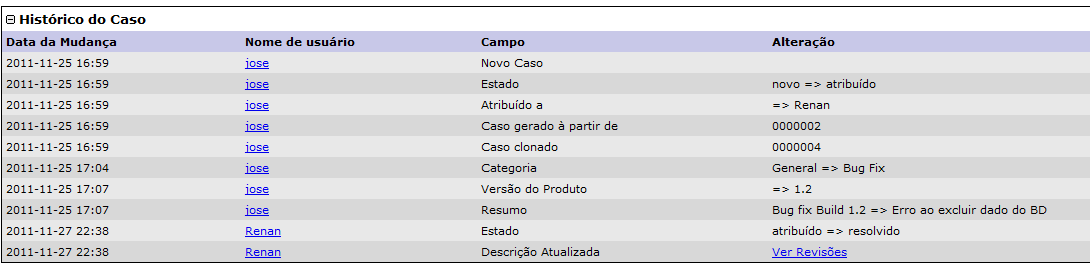 Histórico do Caso
Data da Mudança Nome de usuário Campo Alteração
2011-11-25 16:59 jose Novo Caso
2011-11-25 16:59 jose Estado novo => atribuído
2011-11-25 16:59 jose Atribuído a => Renan
2011-11-25 16:59 jose Caso gerado à partir de 0000002
2011-11-25 16:59 jose Caso clonado 0000004
2011-11-25 17:04 jose Categoria General => Bug Fix
2011-11-25 17:07 jose Versão do Produto => 1.2
2011-11-25 17:07 jose Resumo Bug fix Build 1.2 => Erro ao excluir dado do BD
2011-11-27 22:38 Renan Estado atribuído => resolvido
2011-11-27 22:38 Renan Descrição Atualizada Ver Revisões